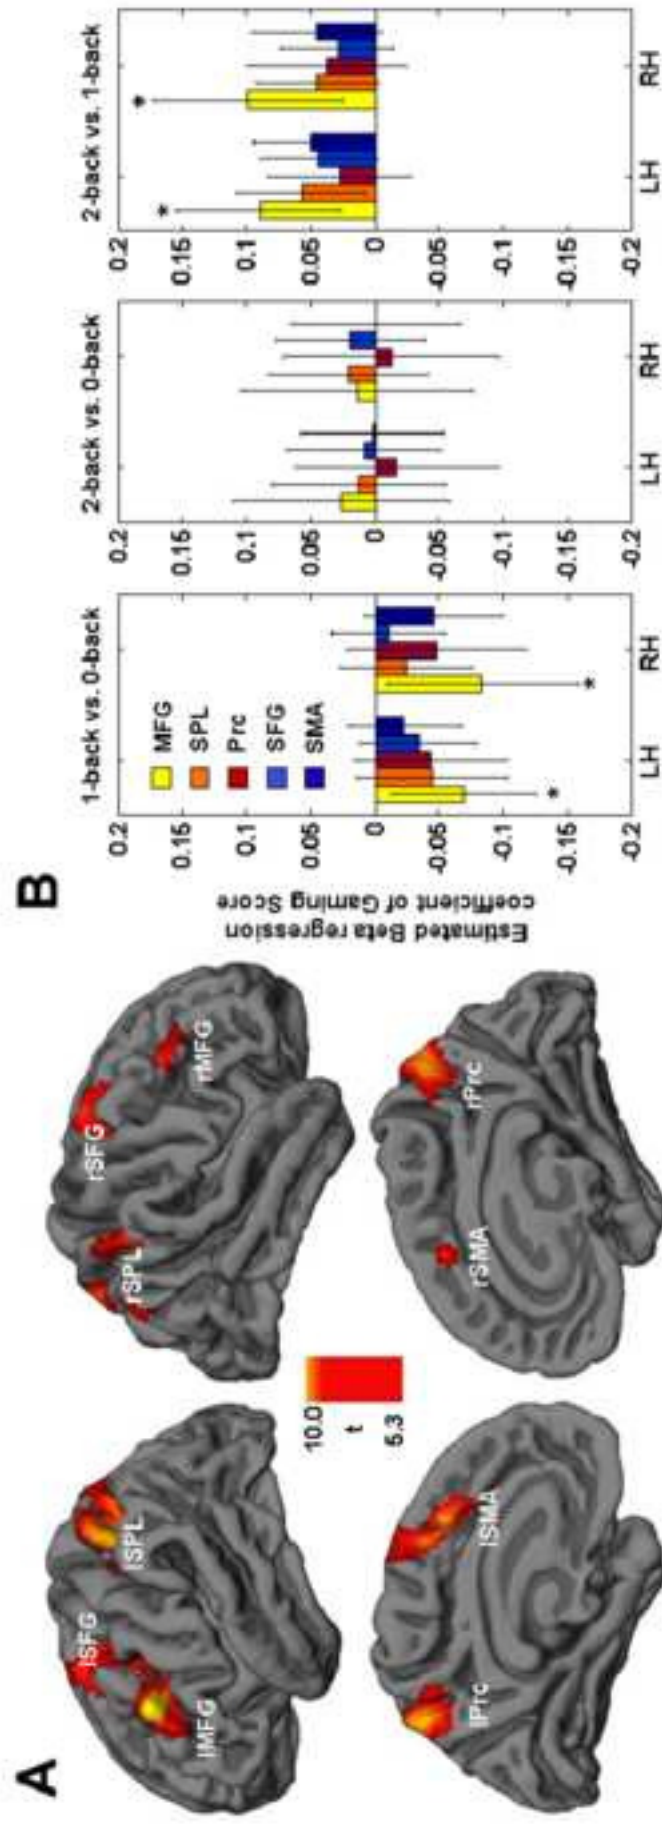 A
lSFG
lSPL
lMFG
rSFG
rSPL
rMFG
10.0
t
5.3
lPrc
lSMA
rSMA
rPrc
B
Estimated Beta regression
coefficient of Gaming Score
1-back vs. 0-back
0.2
0.15
0.1
0.05
0
-0.05
-0.1
-0.15
-0.2
MFG
SPL
Prc
SFG
SMA
*
*
LH
RH
2-back vs. 0-back
0.2
0.15
0.1
0.05
0
-0.05
-0.1
-0.15
-0.2
LH
RH
2-back vs. 1-back
0.2
0.15
0.1
0.05
0
-0.05
-0.1
-0.15
-0.2
*
*
LH
RH